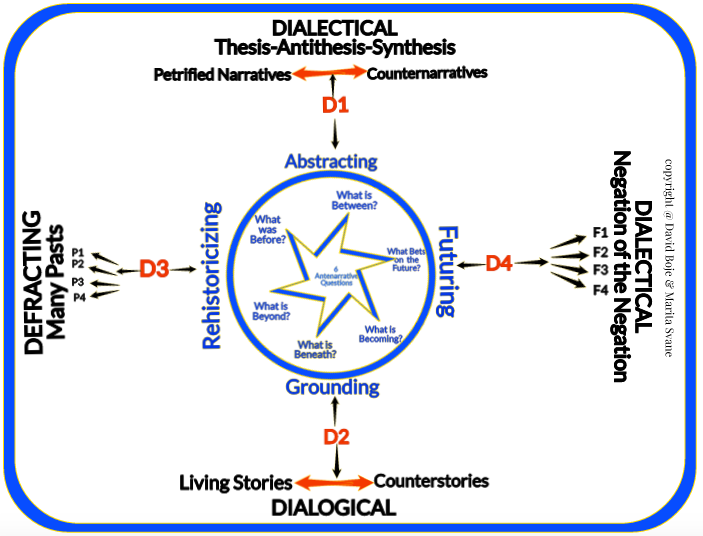 DIALECTICAL
Thesis-Antithesis-Synthesis
Petrified Narratives
Counternarratives
D1
Abstracting
What is
Between?
What
was
Before?
What Bets
on the
Future?
6
Antenarrative
Questions
What is
Beyond?
What is
Becoming?
What is
Beneath?
Rehistoricizing
Futuring
Grounding
DEFRACTING
Many Pasts
P1
P2
P3
P4
D3
D4
F1
F2
F3
F4
DIALECTICAL
Negation of the Negation
copyright @ David Boje & Marita Svane
D2
Living Stories
Counterstories
DIALOGICAL